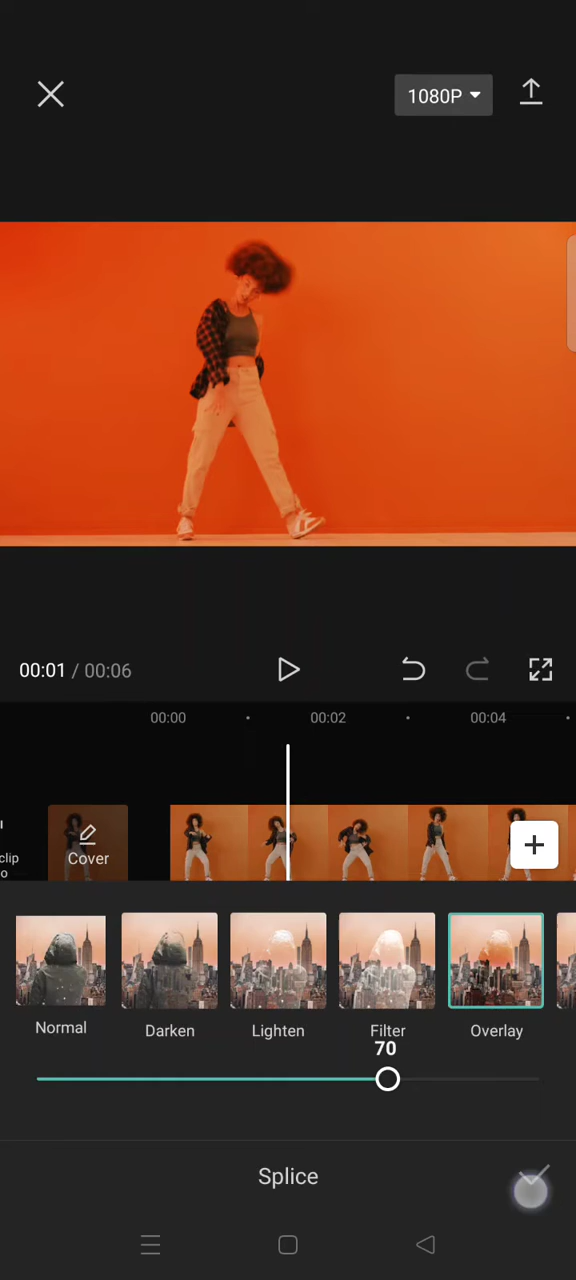 1080P
00:01 / 00:06
00:00
00:02
00:04
clip
Cover
Normal
Darken
Lighten
Filter
Overlay
70
Splice